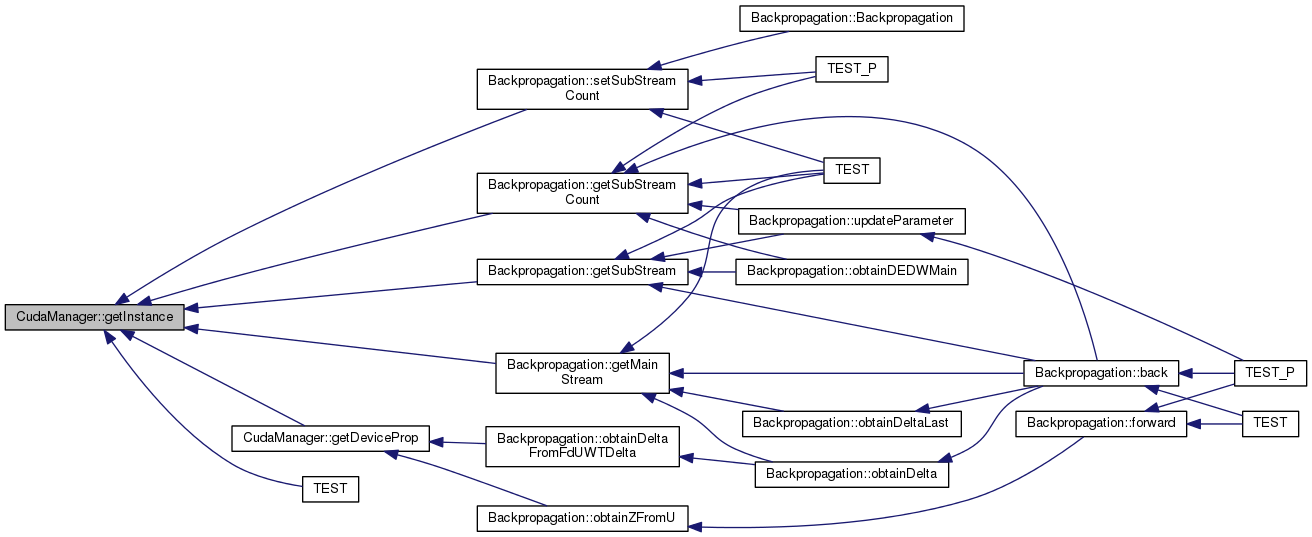 Backpropagation::Backpropagation
Backpropagation::setSubStream
Count
TEST_P
TEST
Backpropagation::getSubStream
Count
Backpropagation::updateParameter
Backpropagation::getSubStream
Backpropagation::obtainDEDWMain
CudaManager::getInstance
Backpropagation::getMain
Stream
Backpropagation::back
TEST_P
Backpropagation::obtainDeltaLast
Backpropagation::forward
TEST
CudaManager::getDeviceProp
Backpropagation::obtainDelta
FromFdUWTDelta
Backpropagation::obtainDelta
TEST
Backpropagation::obtainZFromU